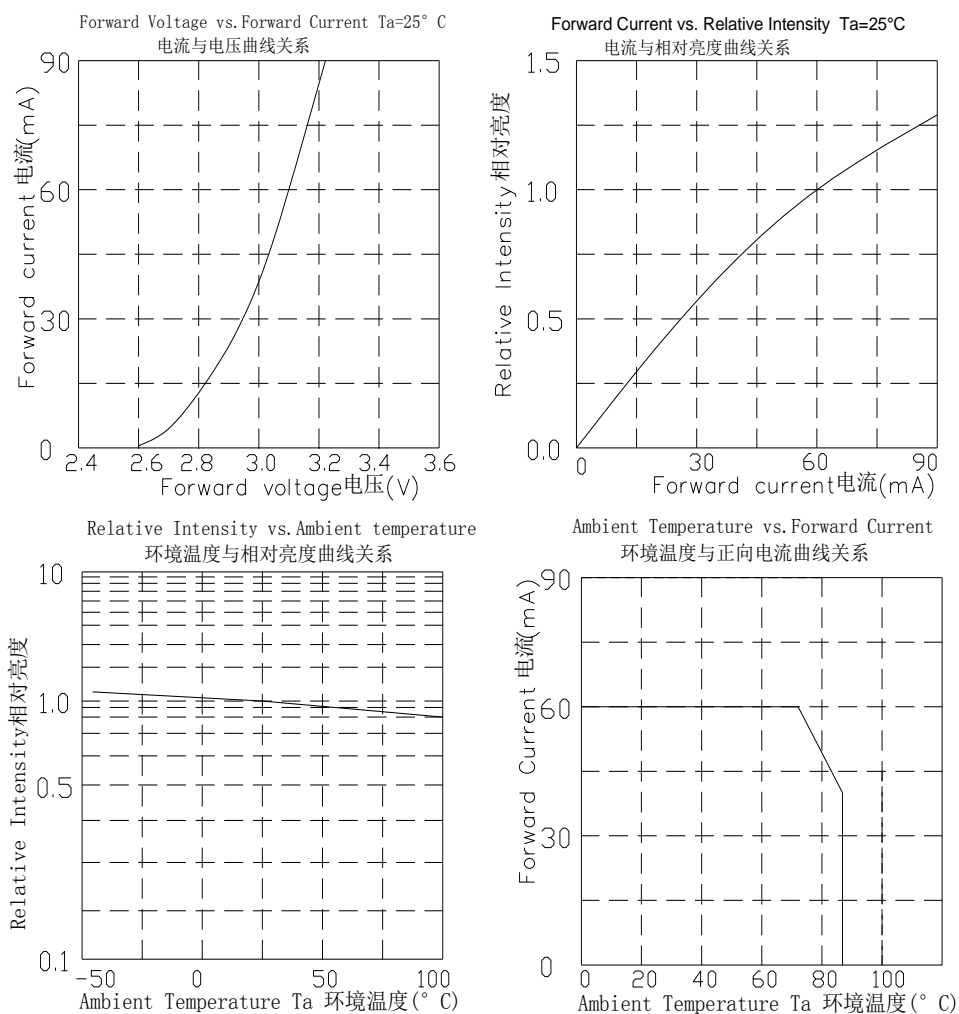 Forward Voltage vs.Forward Current Ta=25° C
电流与电压曲线关系
90
60
30
0
Forward current 电流(mA)
2.4 2.6 2.8 3.0 3.2 3.4 3.6
Forward voltage电压(V)
Forward Current vs. Relative Intensity Ta=25°C
电流与相对亮度曲线关系
1.5
1.0
0.5
0.0
Relative Intensity相对亮度
0 30 60 90
Forward current电流(mA)
Relative Intensity vs.Ambient temperature
环境温度与相对亮度曲线关系
10
1.0
0.5
0.1
Relative Intensity相对亮度
-50 0 50 100
Ambient Temperature Ta 环境温度(° C)
Ambient Temperature vs.Forward Current
环境温度与正向电流曲线关系
90
60
30
0
Forward Current 电流(mA)
0 20 40 60 80 100
Ambient Temperature Ta 环境温度(° C)